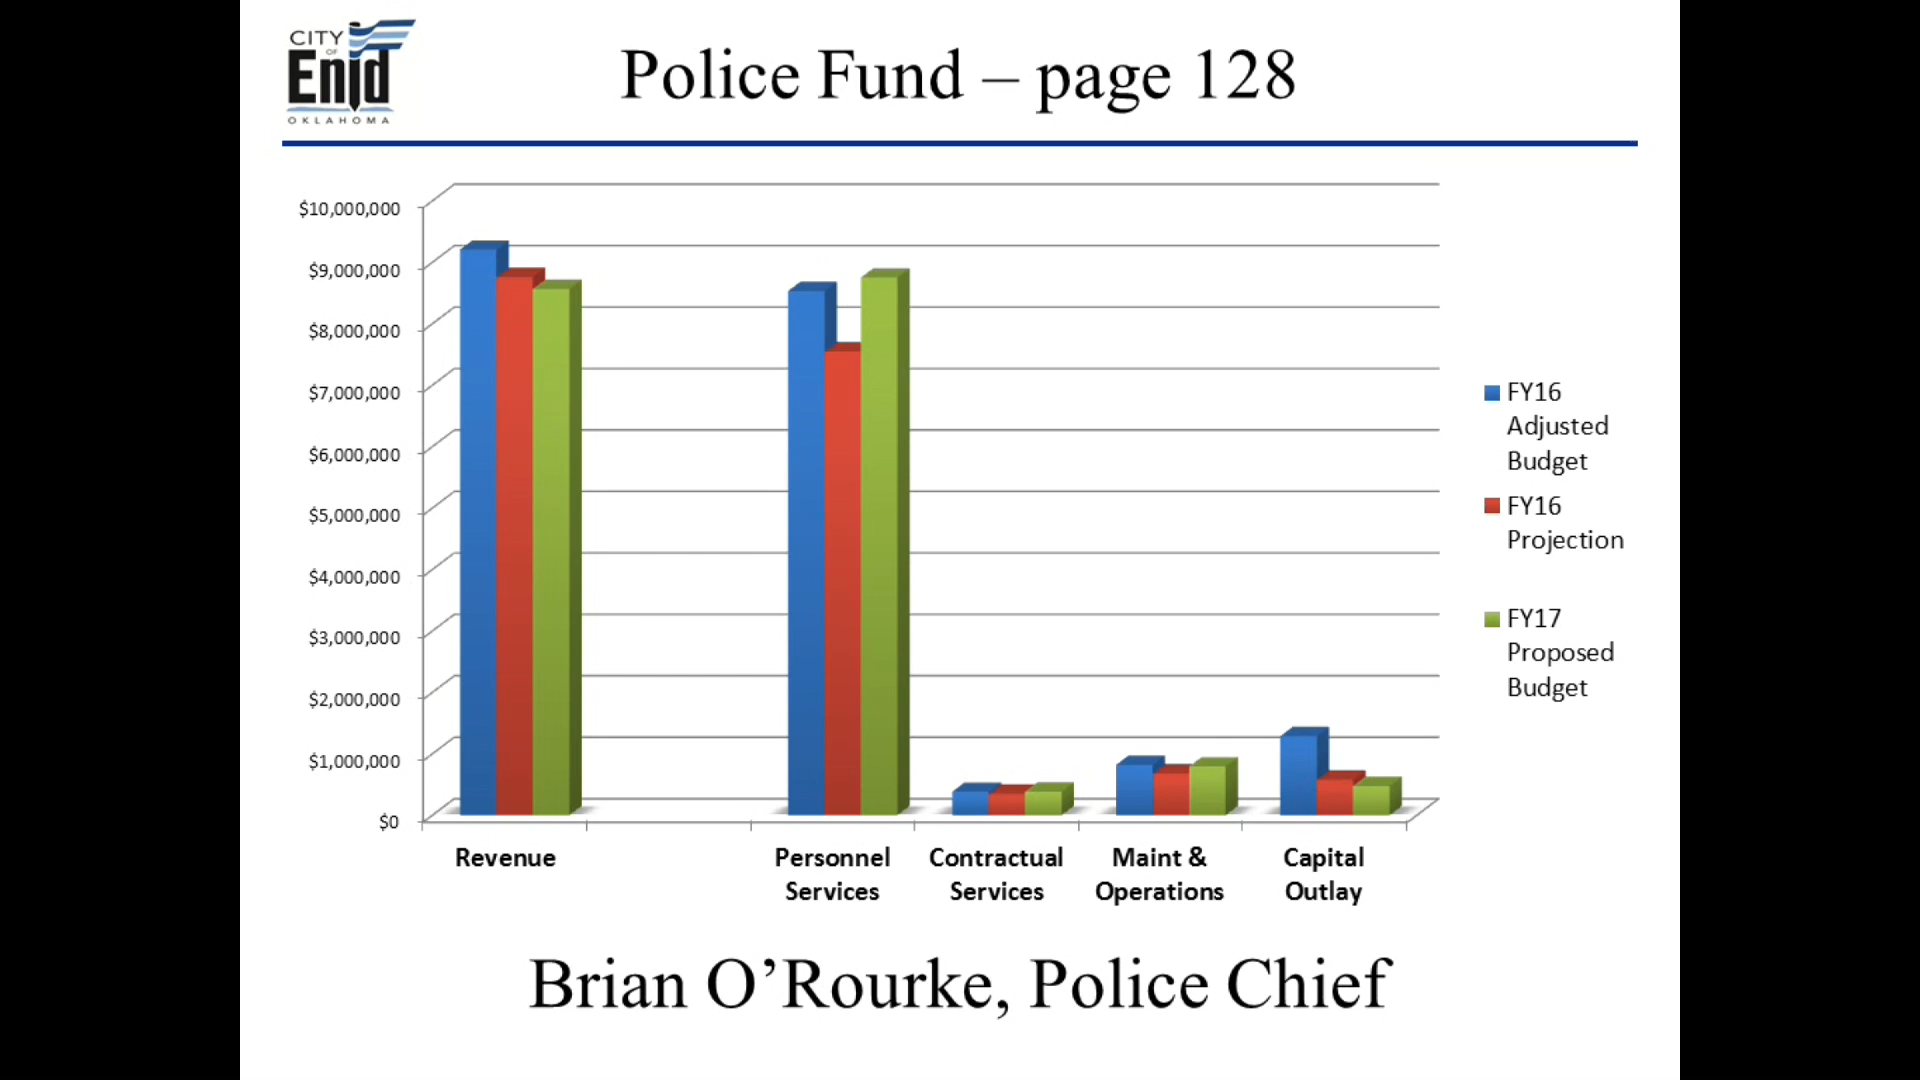 CITY
OF
Enid
OKLAHOMA
Police Fund – page 128
$10,000,000
$9,000,000
$8,000,000
$7,000,000
$6,000,000
$5,000,000
$4,000,000
$3,000,000
$2,000,000
$1,000,000
$0
Revenue
Personnel
Services
Contractual
Services
Maint &
Operations
Capital
Outlay
FY16
Adjusted
Budget
FY16
Projection
FY17
Proposed
Budget
Brian O’Rourke, Police Chief